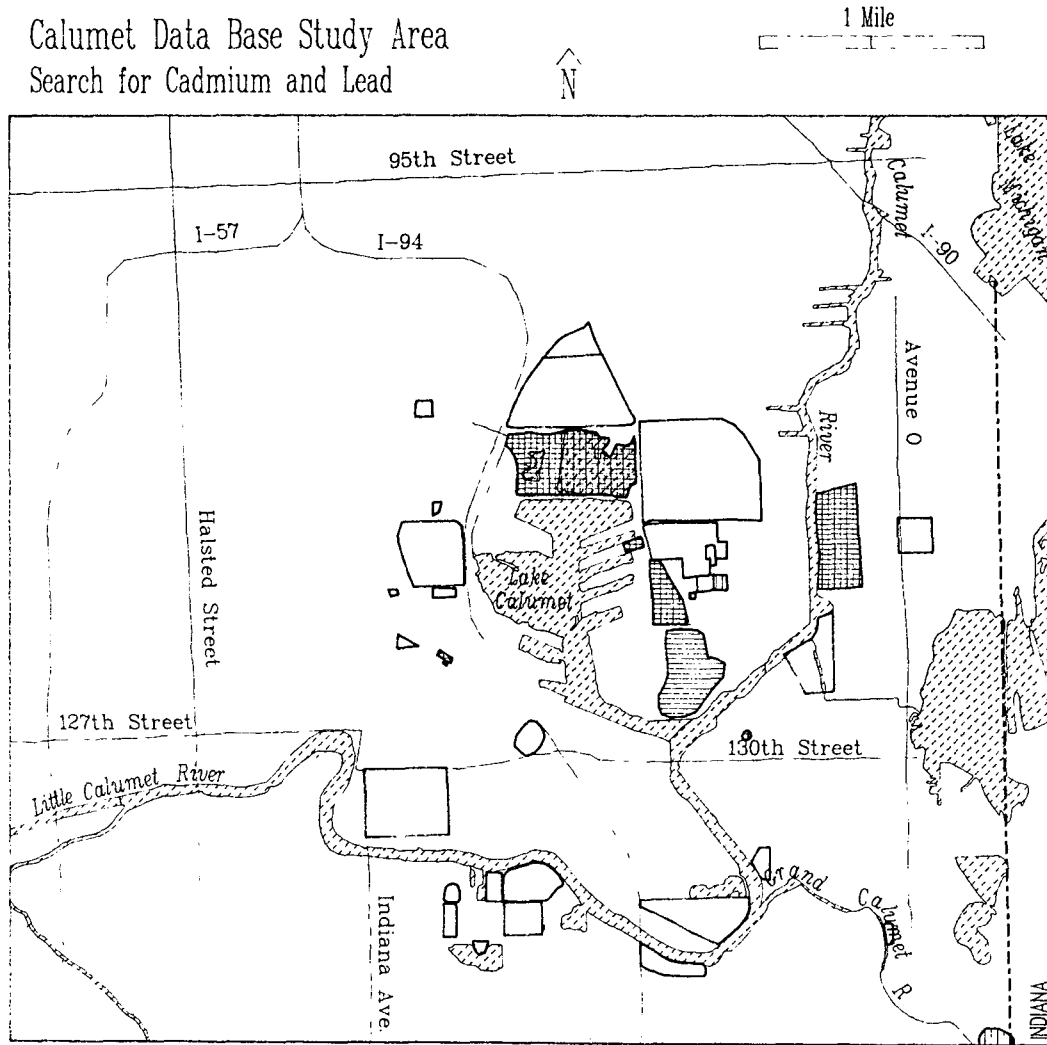 Calumet Data Base Study Area
Search for Cadmium and Lead
1 Mile
N
95th Street
I-57
I-94
Calumet
River
I-90
Lake
Michigan
Avenue O
Halsted Street
Lake
Calumet
127th Street
130th Street
Little Calumet River
Indiana Ave.
Grand
Calumet
R
INDIANA